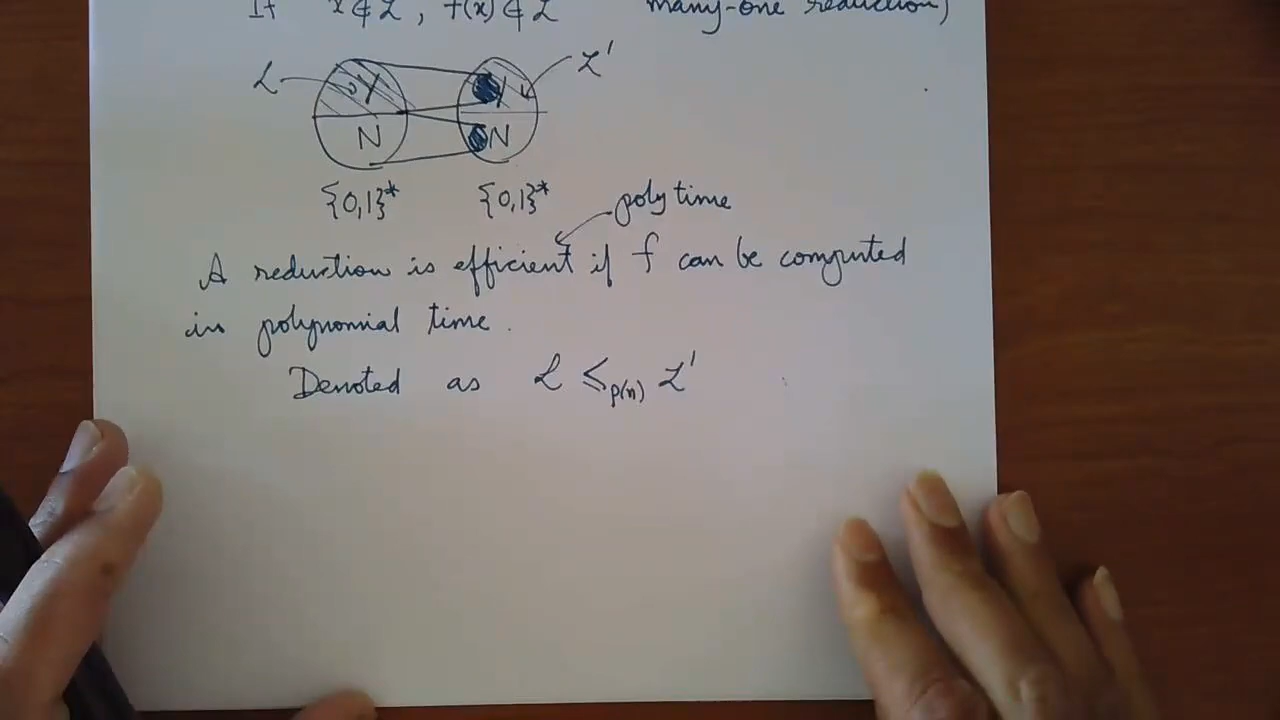 If x∉L, f(x)∉L many-one reduction)
L Y Y L'
N N
{0,1}* {0,1}* poly time
A reduction is efficient if f can be computed
in polynomial time.
Denoted as L ≤p(n) L'